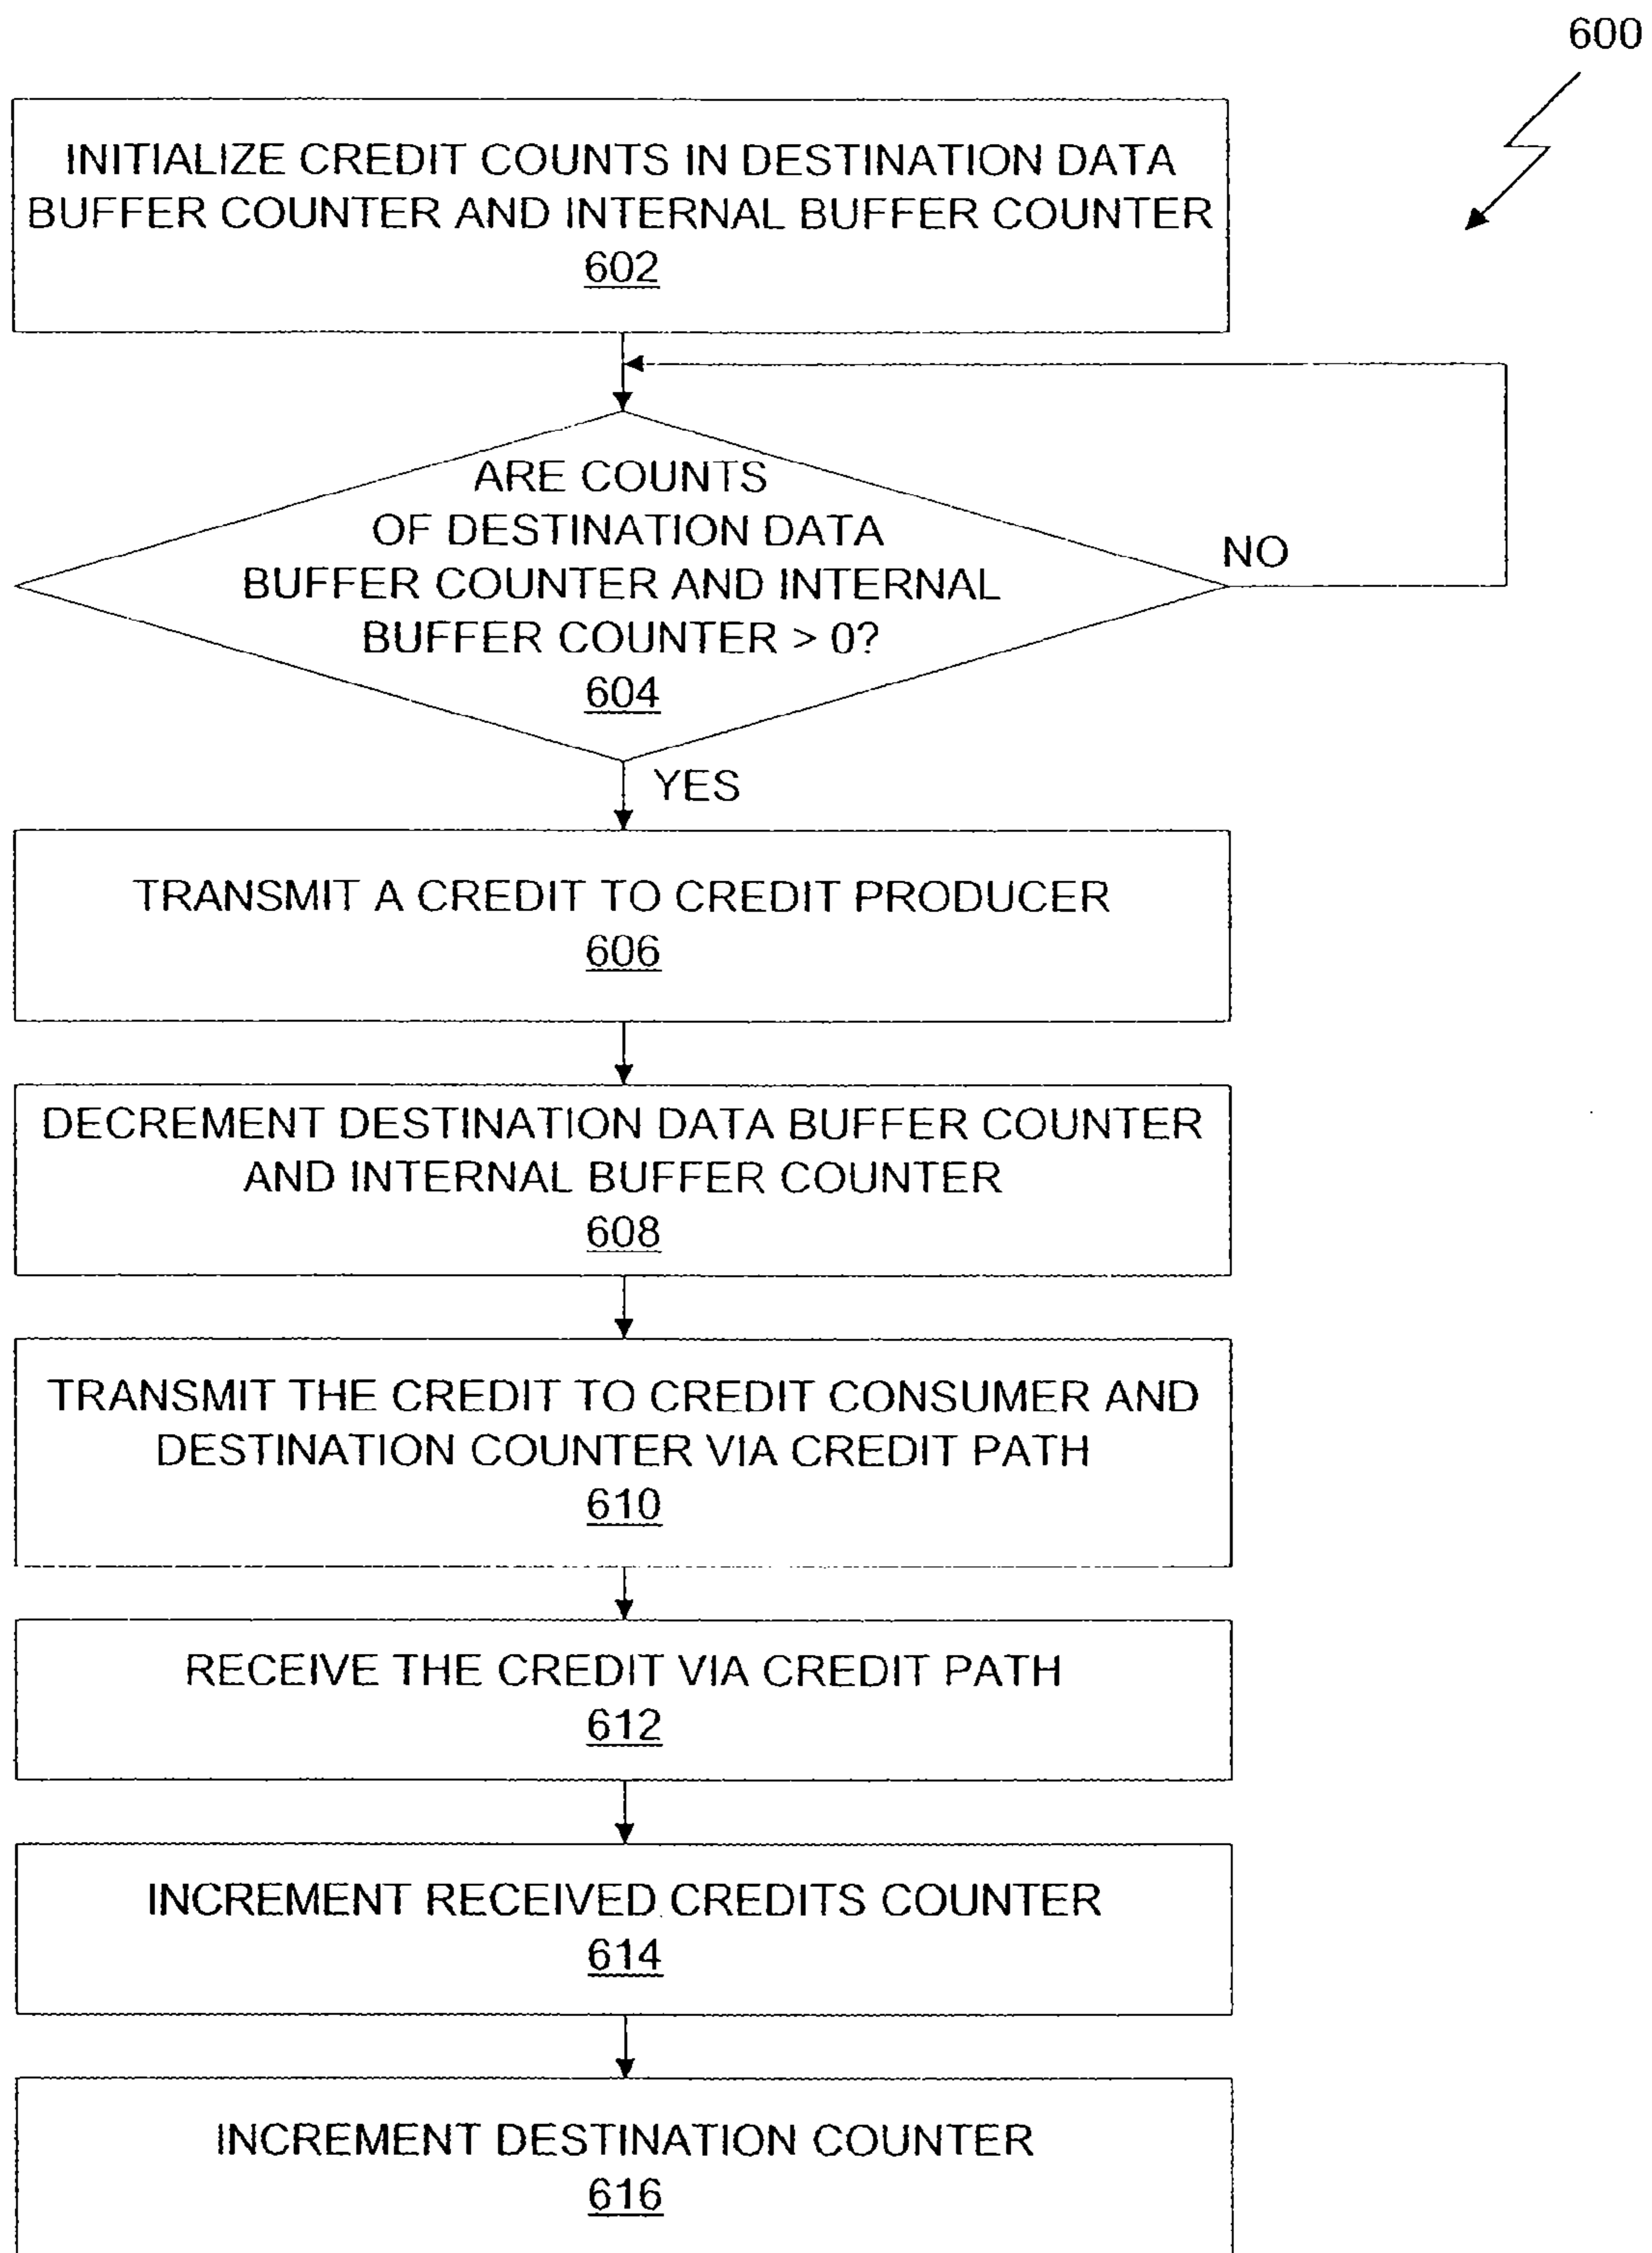 600
INITIALIZE CREDIT COUNTS IN DESTINATION DATA
BUFFER COUNTER AND INTERNAL BUFFER COUNTER
602
ARE COUNTS
OF DESTINATION DATA
BUFFER COUNTER AND INTERNAL
BUFFER COUNTER > 0?
604
NO
YES
TRANSMIT A CREDIT TO CREDIT PRODUCER
606
DECREMENT DESTINATION DATA BUFFER COUNTER
AND INTERNAL BUFFER COUNTER
608
TRANSMIT THE CREDIT TO CREDIT CONSUMER AND
DESTINATION COUNTER VIA CREDIT PATH
610
RECEIVE THE CREDIT VIA CREDIT PATH
612
INCREMENT RECEIVED CREDITS COUNTER
614
INCREMENT DESTINATION COUNTER
616